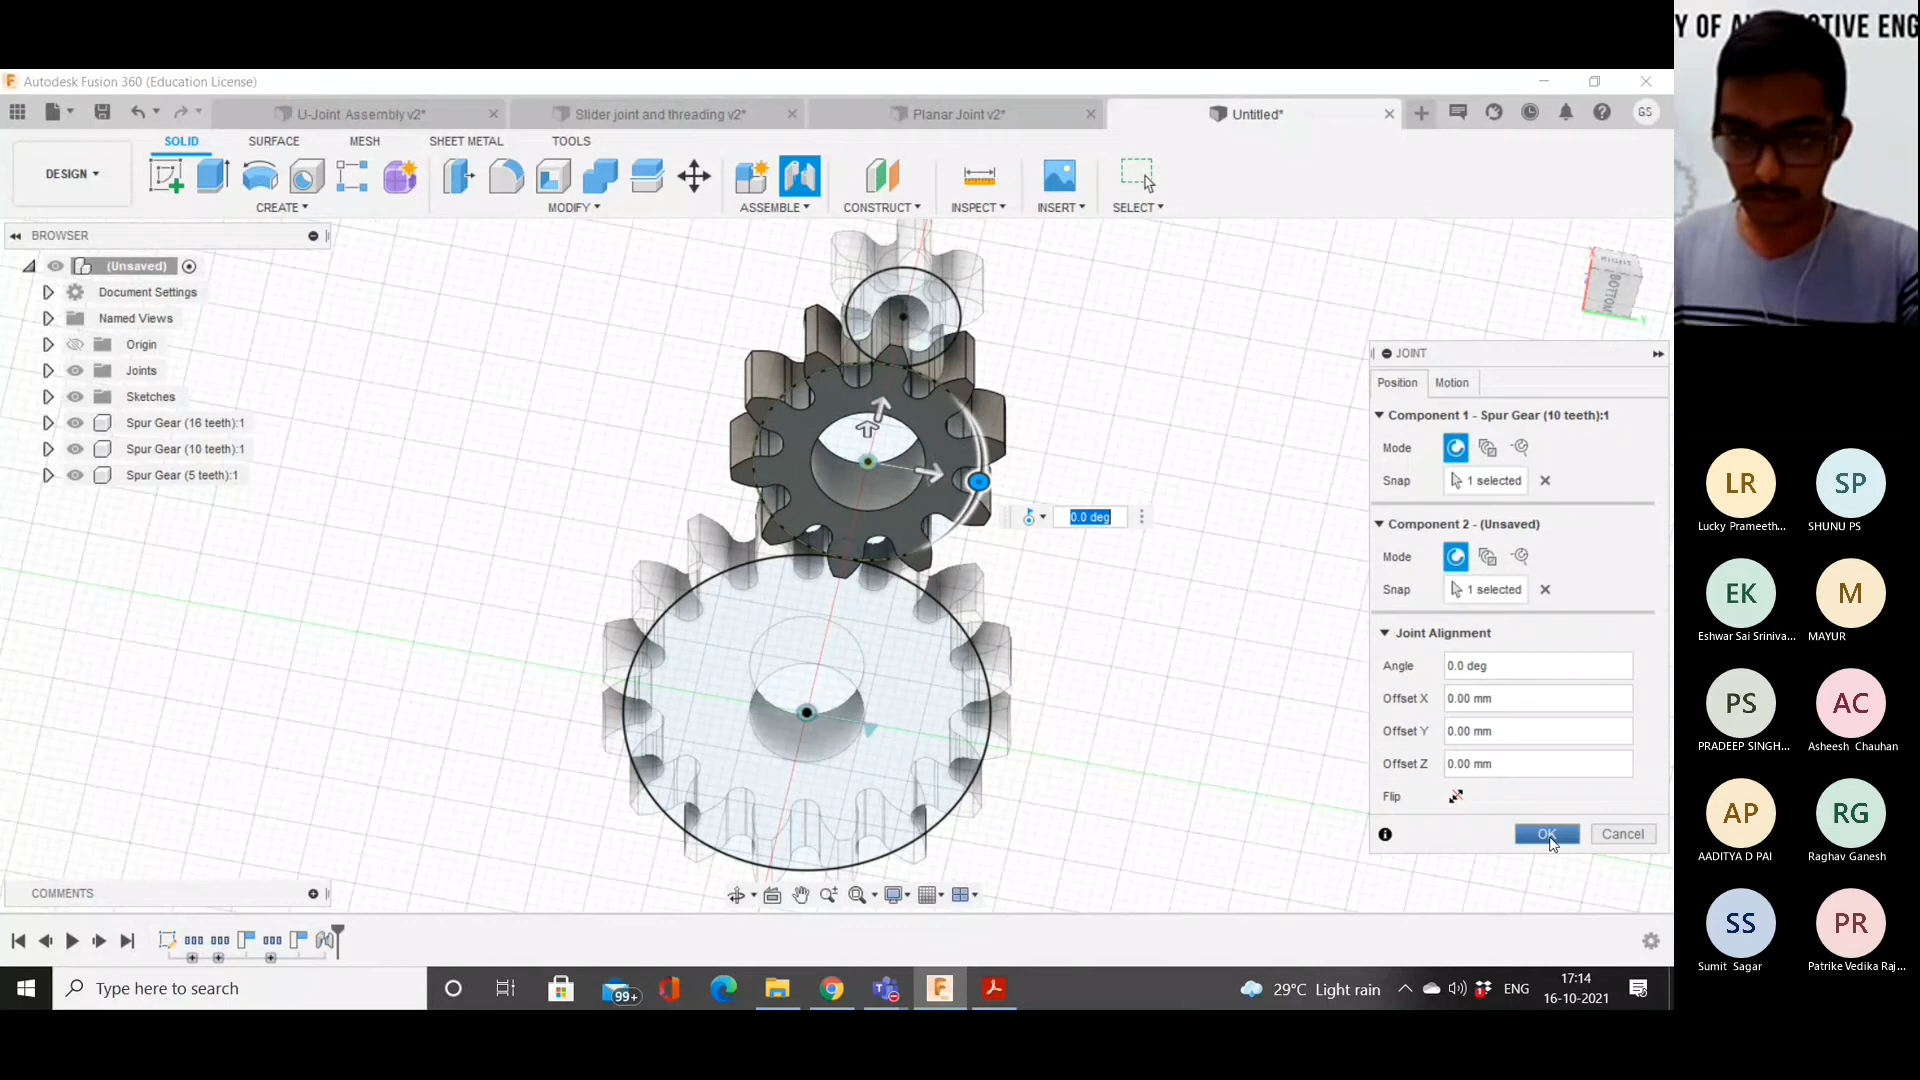 Y OF A TIVE ENG
Autodesk Fusion 360 (Education License)
U-Joint Assembly v2*
Slider joint and threading v2*
Planar Joint v2*
Untitled*
GS
SOLID
SURFACE
MESH
SHEET METAL
TOOLS
DESIGN
CREATE
MODIFY
ASSEMBLE
CONSTRUCT
INSPECT
INSERT
SELECT
BROWSER
(Unsaved)
Document Settings
Named Views
Origin
Joints
Sketches
Spur Gear (16 teeth):1
Spur Gear (10 teeth):1
Spur Gear (5 teeth):1
X
BOTTOM
Y
0.0 deg
JOINT
Position Motion
Component 1 - Spur Gear (10 teeth):1
Mode
Snap 1 selected
Component 2 - (Unsaved)
Mode
Snap 1 selected
Joint Alignment
Angle 0.0 deg
Offset X 0.00 mm
Offset Y 0.00 mm
Offset Z 0.00 mm
Flip
OK Cancel
COMMENTS
Type here to search
99+
29°C Light rain
ENG
17:14
16-10-2021
LR SP
Lucky Prameeth... SHUNU PS
EK M
Eshwar Sai Sriniva... MAYUR
PS AC
PRADEEP SINGH... Asheesh Chauhan
AP RG
AADITYA D PAI Raghav Ganesh
SS PR
Sumit Sagar Patrike Vedika Raj...